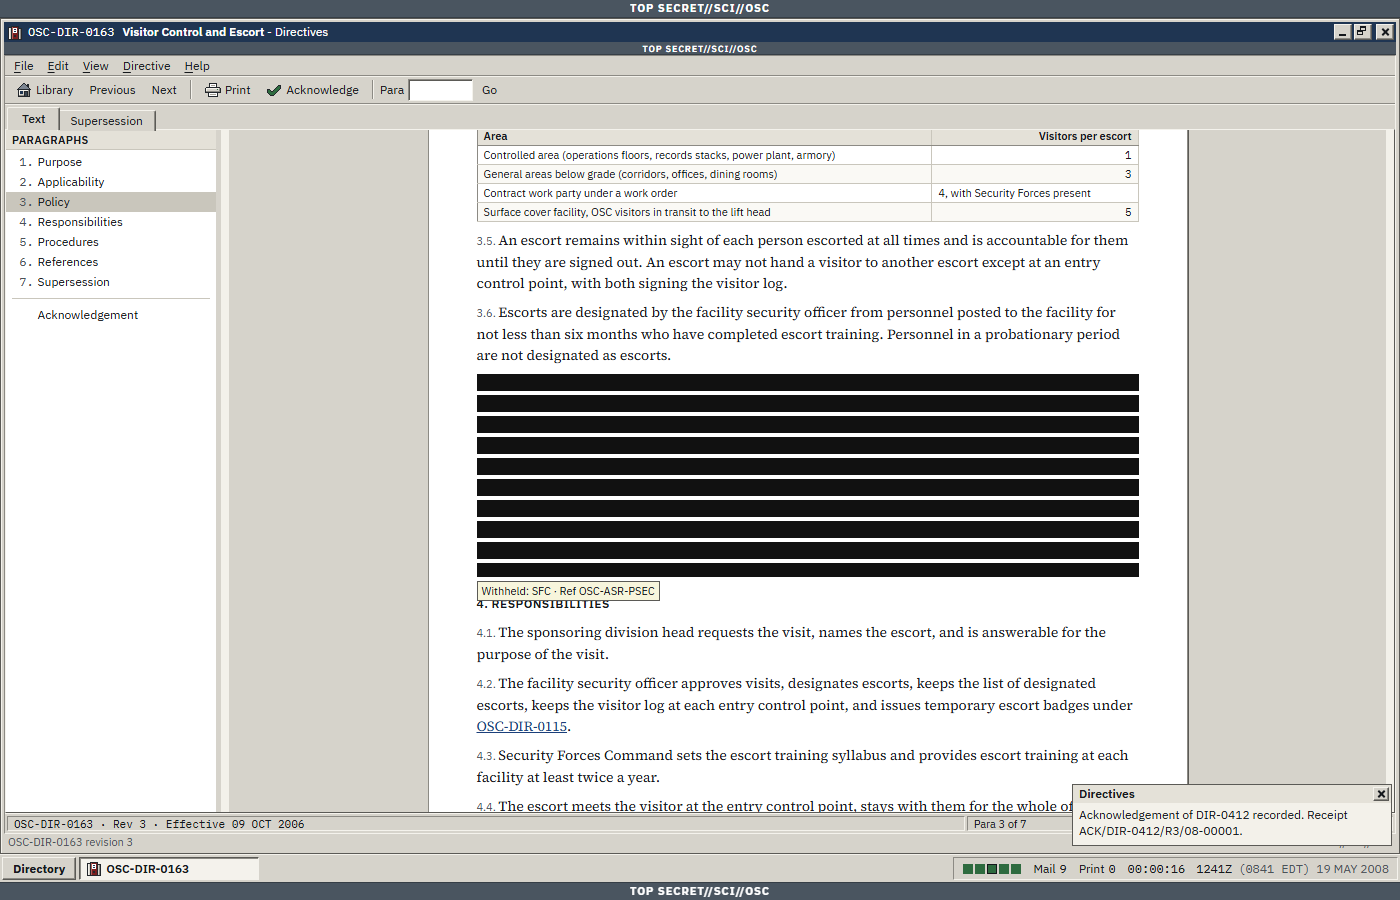 TOP SECRET//SCI//OSC
OSC-DIR-0163 Visitor Control and Escort - Directives
TOP SECRET//SCI//OSC
File Edit View Directive Help
Library Previous Next Print Acknowledge Para Go
Text Supersession
PARAGRAPHS
1. Purpose
2. Applicability
3. Policy
4. Responsibilities
5. Procedures
6. References
7. Supersession
Acknowledgement
Area Visitors per escort
Controlled area (operations floors, records stacks, power plant, armory) 1
General areas below grade (corridors, offices, dining rooms) 3
Contract work party under a work order 4, with Security Forces present
Surface cover facility, OSC visitors in transit to the lift head 5
3.5. An escort remains within sight of each person escorted at all times and is accountable for them
until they are signed out. An escort may not hand a visitor to another escort except at an entry
control point, with both signing the visitor log.
3.6. Escorts are designated by the facility security officer from personnel posted to the facility for
not less than six months who have completed escort training. Personnel in a probationary period
are not designated as escorts.
Withheld: SFC · Ref OSC-ASR-PSEC
4. RESPONSIBILITIES
4.1. The sponsoring division head requests the visit, names the escort, and is answerable for the
purpose of the visit.
4.2. The facility security officer approves visits, designates escorts, keeps the list of designated
escorts, keeps the visitor log at each entry control point, and issues temporary escort badges under
OSC-DIR-0115.
4.3. Security Forces Command sets the escort training syllabus and provides escort training at each
facility at least twice a year.
4.4. The escort meets the visitor at the entry control point, stays with them for the whole of
Directives
Acknowledgement of DIR-0412 recorded. Receipt
ACK/DIR-0412/R3/08-00001.
OSC-DIR-0163 · Rev 3 · Effective 09 OCT 2006 Para 3 of 7
OSC-DIR-0163 revision 3
Directory OSC-DIR-0163 Mail 9 Print 0 00:00:16 1241Z (0841 EDT) 19 MAY 2008
TOP SECRET//SCI//OSC